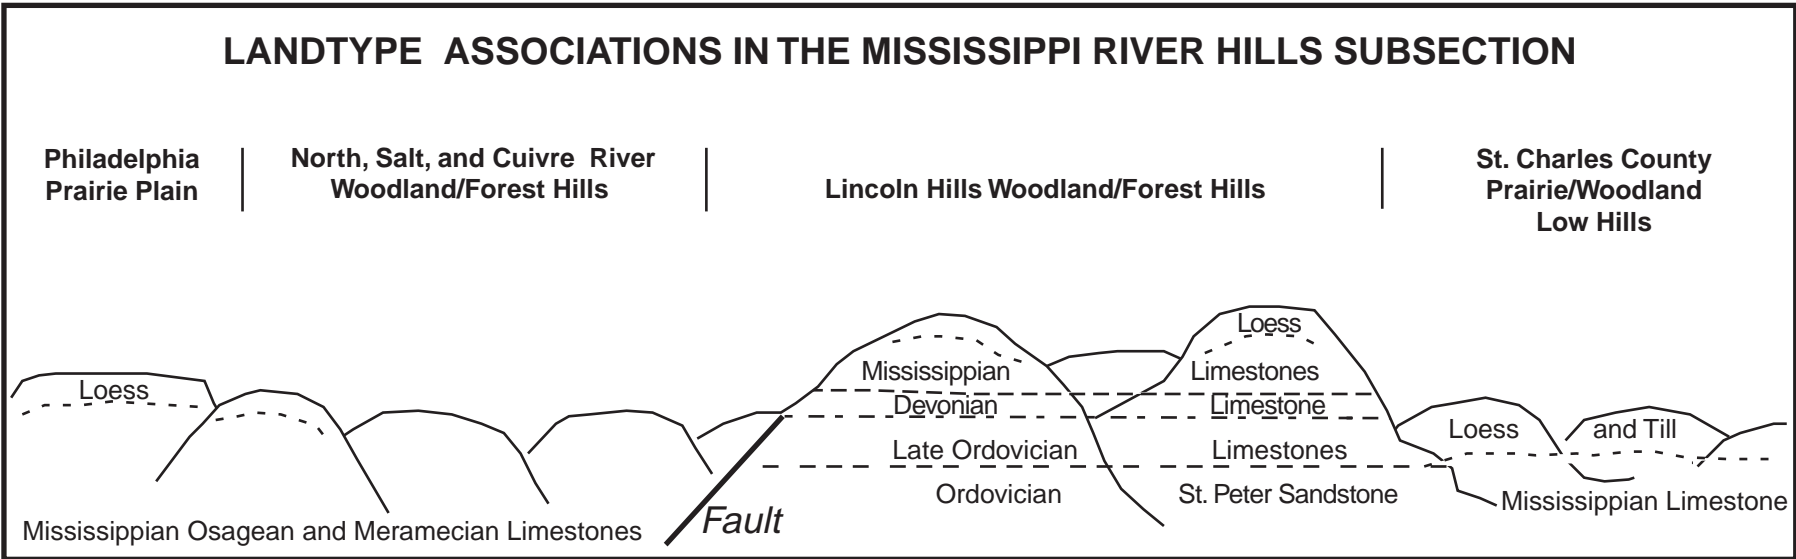 LANDTYPE ASSOCIATIONS IN THE MISSISSIPPI RIVER HILLS SUBSECTION
Philadelphia
Prairie Plain
North, Salt, and Cuivre River
Woodland/Forest Hills
Lincoln Hills Woodland/Forest Hills
St. Charles County
Prairie/Woodland
Low Hills
Loess
Loess
Mississippian Limestones
Devonian Limestone
Late Ordovician Limestones
Ordovician St. Peter Sandstone
Loess and Till
Mississippian Limestone
Mississippian Osagean and Meramecian Limestones
Fault